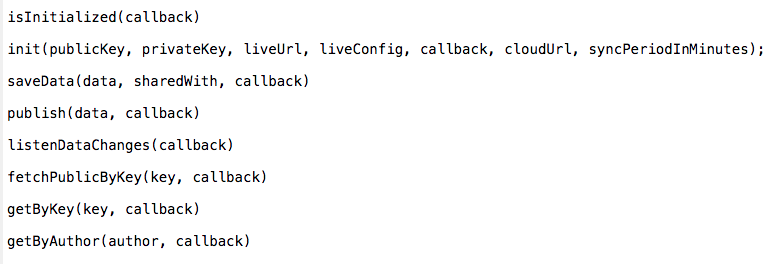 isInitialized(callback)
init(publicKey, privateKey, liveUrl, liveConfig, callback, cloudUrl, syncPeriodInMinutes);
saveData(data, sharedWith, callback)
publish(data, callback)
listenDataChanges(callback)
fetchPublicByKey(key, callback)
getByKey(key, callback)
getByAuthor(author, callback)